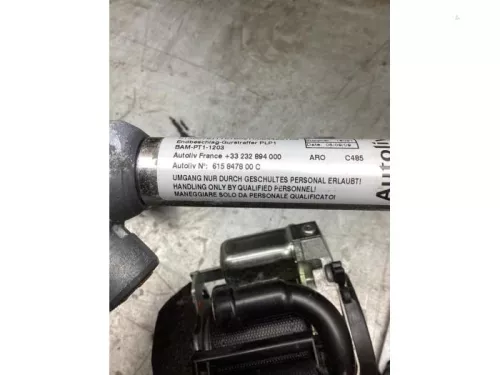 Endbeschlag-Gurtstraffer PLP1
BAM-PT1-1203
Autoliv France +33 232 894 000
ARO C485
Autoliv N°: 615 9478 00 C
UMGANG NUR DURCH GESCHULTES PERSONAL ERLAUBT!
HANDLING ONLY BY QUALIFIED PERSONNEL!
MANEGGIARE SOLO DA PERSONALE QUALIFICATO!
Autoliv